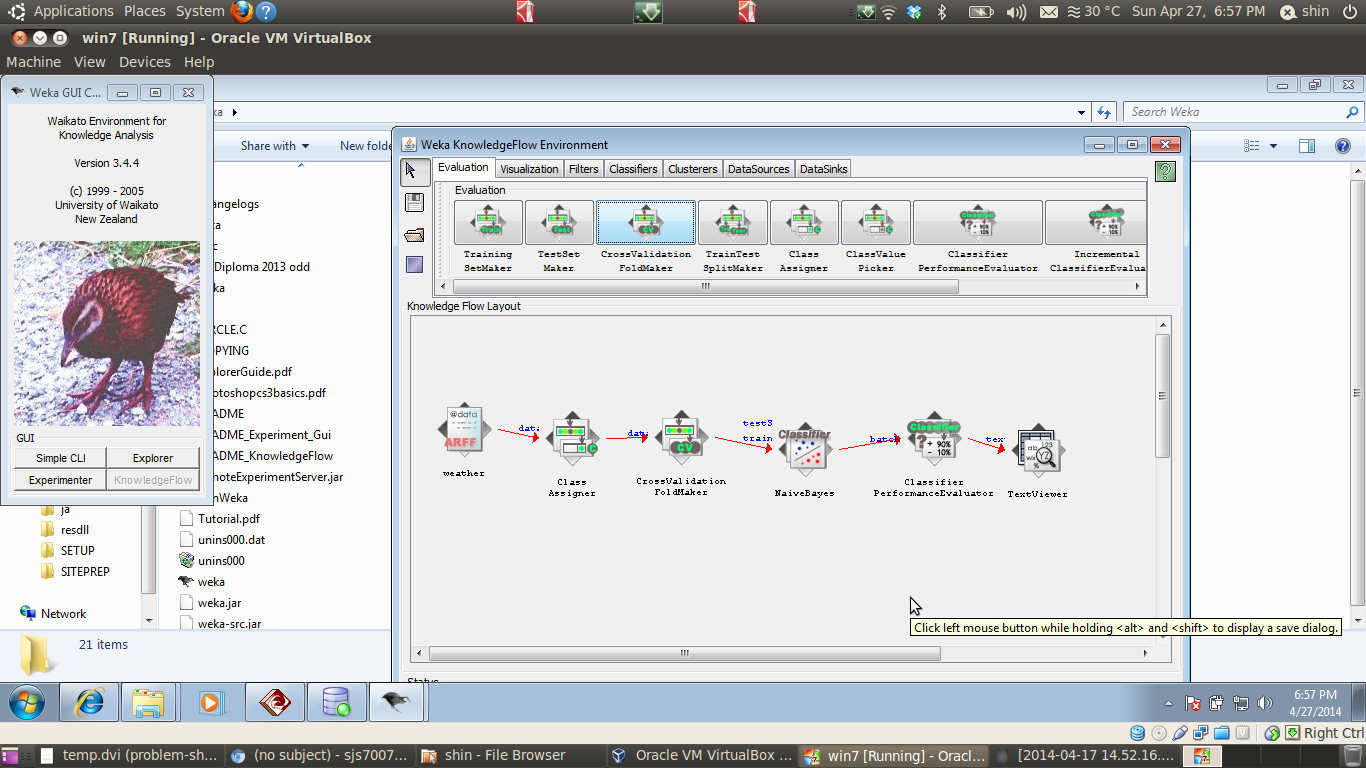 Applications Places System
30 °C Sun Apr 27, 6:57 PM shin
win7 [Running] - Oracle VM VirtualBox
Machine View Devices Help
Weka GUI C...
Waikato Environment for
Knowledge Analysis
Version 3.4.4
(c) 1999 - 2005
University of Waikato
New Zealand
GUI
Simple CLI Explorer
Experimenter KnowledgeFlow
Search Weka
Share with New folde
angelogs
Diploma 2013 odd
RCLE.C
OPYING
plorerGuide.pdf
otoshopcs3basics.pdf
ADME
ADME_Experiment_Gui
ADME_KnowledgeFlow
moteExperimentServer.jar
nWeka
Tutorial.pdf
unins000.dat
unins000
weka
weka.jar
weka-src.jar
ja
resdll
SETUP
SITEPREP
Network
21 items
Weka KnowledgeFlow Environment
Evaluation Visualization Filters Classifiers Clusterers DataSources DataSinks
Evaluation
Training SetMaker
TestSet Maker
CrossValidation FoldMaker
TrainTest SplitMaker
Class Assigner
ClassValue Picker
Classifier PerformanceEvaluator
Incremental ClassifierEvalua
Knowledge Flow Layout
@data
ARFF
weather
data
Class
Assigner
data
CV
CrossValidation
FoldMaker
testS
train
Classifier
NaiveBayes
batc
Classifier
+ 90%
- 10%
Classifier
PerformanceEvaluator
tex
TextViewer
Click left mouse button while holding <alt> and <shift> to display a save dialog.
Status
6:57 PM
4/27/2014
Right Ctrl
temp.dvi (problem-sh... (no subject) - sjs7007... shin - File Browser Oracle VM VirtualBox ... win7 [Running] - Oracl... [2014-04-17 14.52.16....